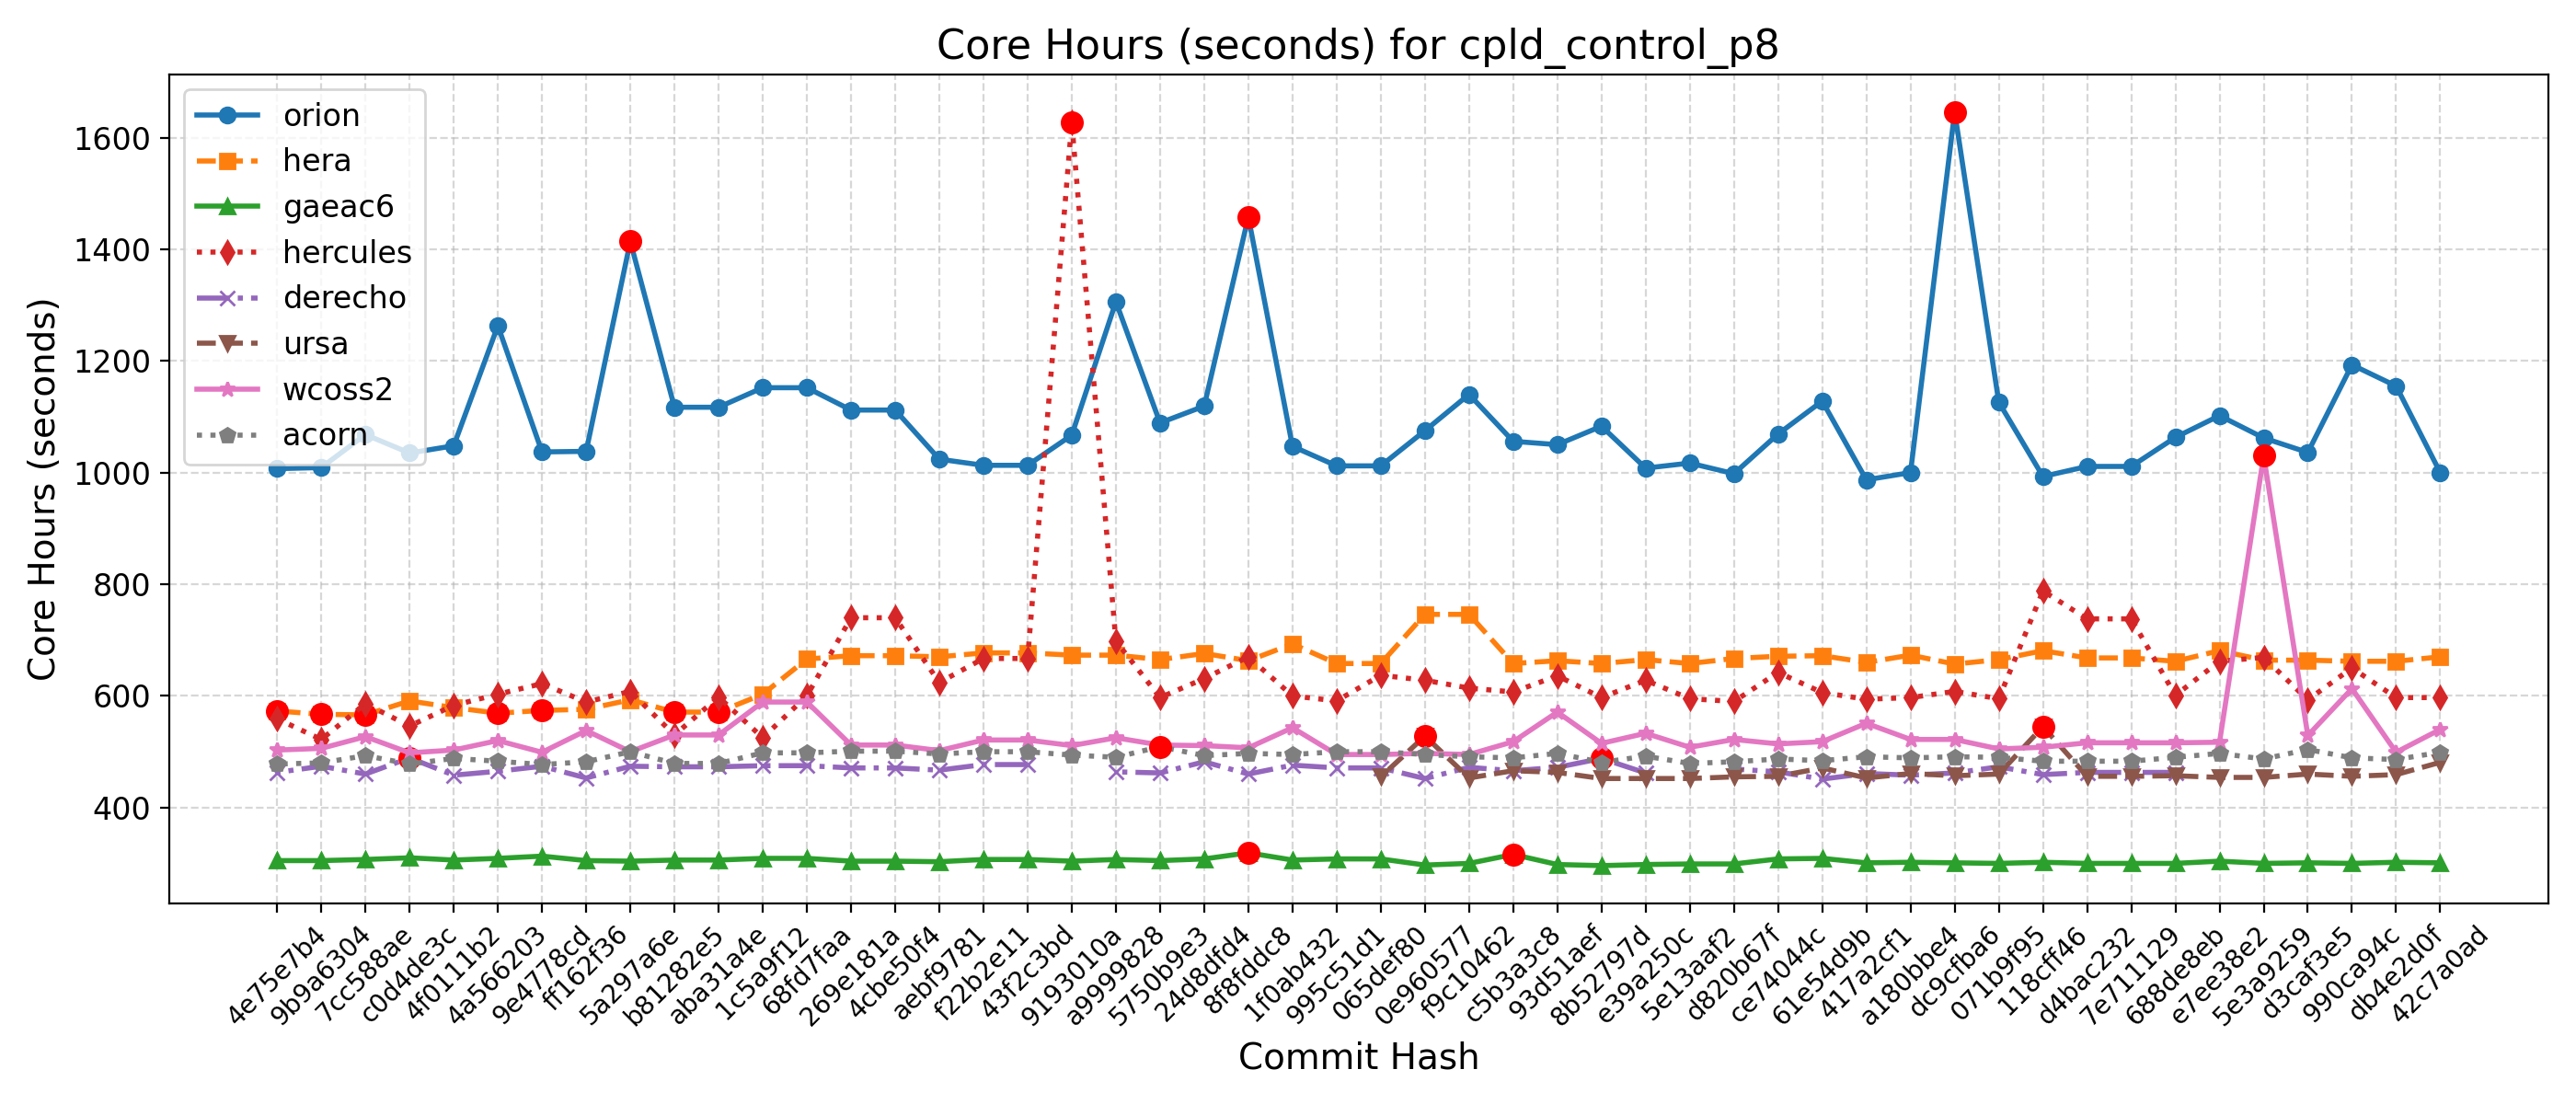 Core Hours (seconds) for cpld_control_p8
Core Hours (seconds)
1600
1400
1200
1000
800
600
400
orion
hera
gaeac6
hercules
derecho
ursa
wcoss2
acorn
4e75e7b4
9b9a6304
7cc588ae
c0d4de3c
4f0111b2
4a566203
9e4778cd
ff162f36
5a297a6e
b81282e5
aba31a4e
1c5a9f12
68fd7faa
269e181a
4cbe50f4
aebf9781
f22b2e11
43f2c3bd
9193010a
a9999828
5750b9e3
24d8dfd4
8f8fddc8
1f0ab432
995c51d1
065def80
0e960577
f9c10462
c5b3a3c8
93d51aef
8b52797d
e39a250c
5e13aaf2
d820b67f
ce74044c
61e54d9b
417a2cf1
a180bbe4
dc9cfba6
071b9f95
118cff46
d4bac232
7e711129
688de8eb
e7ee38e2
5e3a9259
d3caf3e5
990ca94c
db4e2d0f
42c7a0ad
Commit Hash